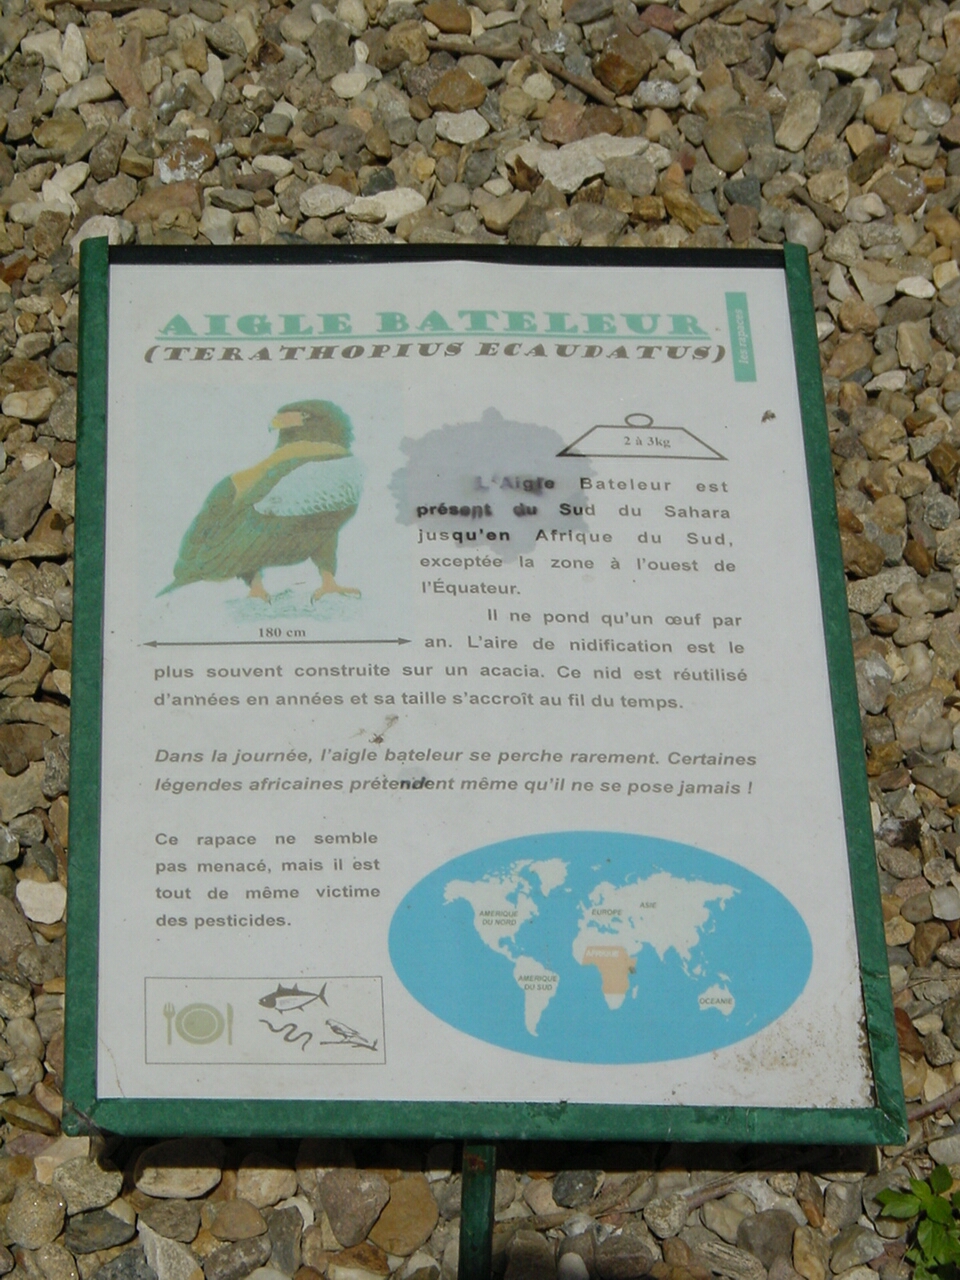 AIGLE BATELEUR
(TERATHOPIUS ECAUDATUS)
les rapaces
2 à 3kg
L'Aigle Bateleur est
présent du Sud du Sahara
jusqu'en Afrique du Sud,
exceptée la zone à l'ouest de
l'Équateur.
Il ne pond qu'un œuf par
180 cm
an. L'aire de nidification est le
plus souvent construite sur un acacia. Ce nid est réutilisé
d'années en années et sa taille s'accroît au fil du temps.
Dans la journée, l'aigle bateleur se perche rarement. Certaines
légendes africaines prétendent même qu'il ne se pose jamais !
Ce rapace ne semble
pas menacé, mais il est
tout de même victime
des pesticides.
AMERIQUE
DU NORD
EUROPE
ASIE
AFRIQUE
AMERIQUE
DU SUD
OCEANIE